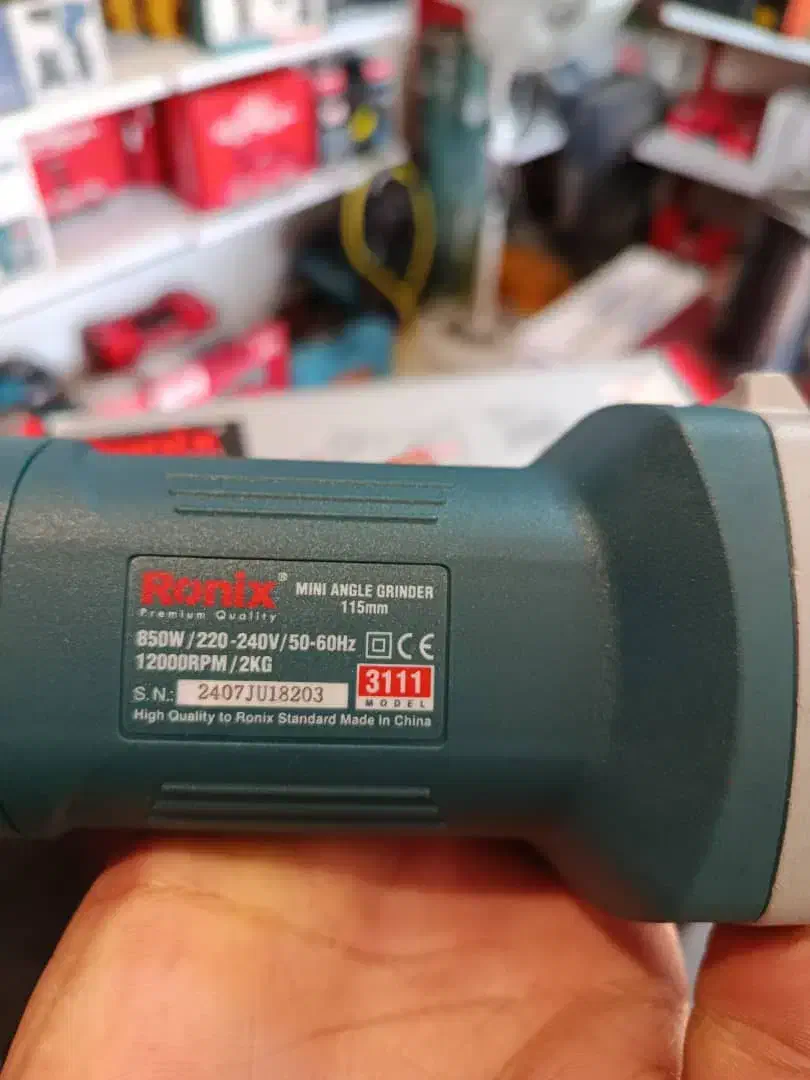 Ronix®
Premium Quality
MINI ANGLE GRINDER
115mm
850W/220-240V/50-60Hz CE
12000RPM/2KG
S.N.: 2407JU18203
3111
MODEL
High Quality to Ronix Standard Made in China